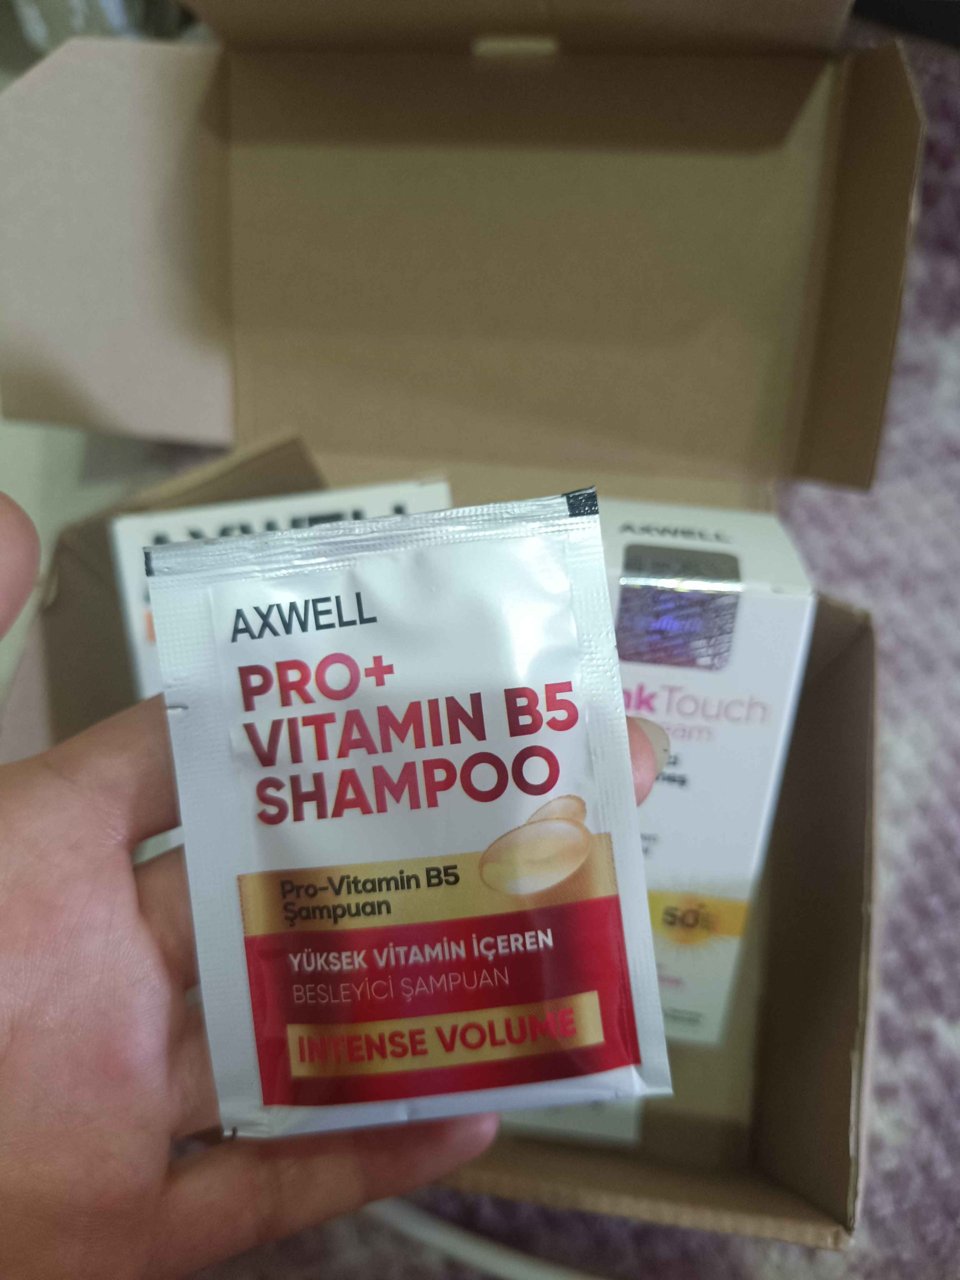 AXWELL
AXWELL
AXWELL
PRO+
VITAMIN B5
SHAMPOO
Pro-Vitamin B5
Şampuan
YÜKSEK VİTAMİN İÇEREN
BESLEYİCİ ŞAMPUAN
INTENSE VOLUME
Touch
50+